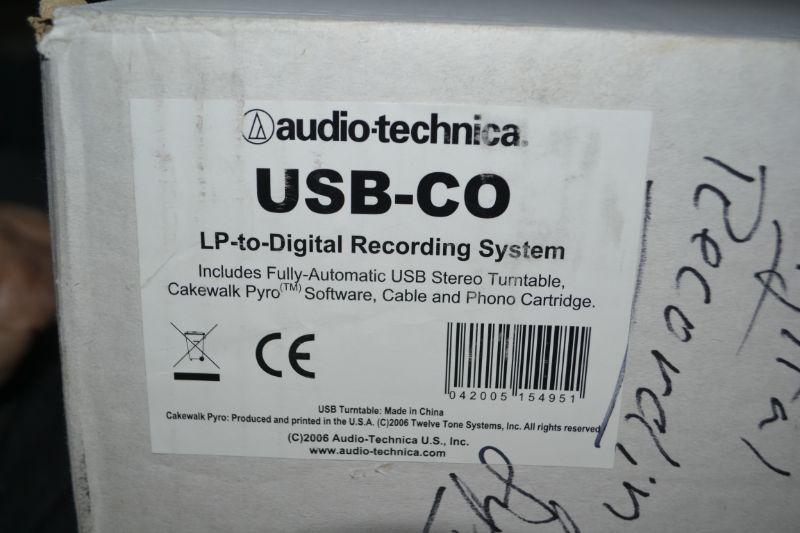 audio-technica.
USB-CO
LP-to-Digital Recording System
Includes Fully-Automatic USB Stereo Turntable,
Cakewalk Pyro(TM) Software, Cable and Phono Cartridge.
CE
042005 154951
USB Turntable: Made in China
Cakewalk Pyro: Produced and printed in the U.S.A. (C)2006 Twelve Tone Systems, Inc. All rights reserved
(C)2006 Audio-Technica U.S., Inc.
www.audio-technica.com
Recordin